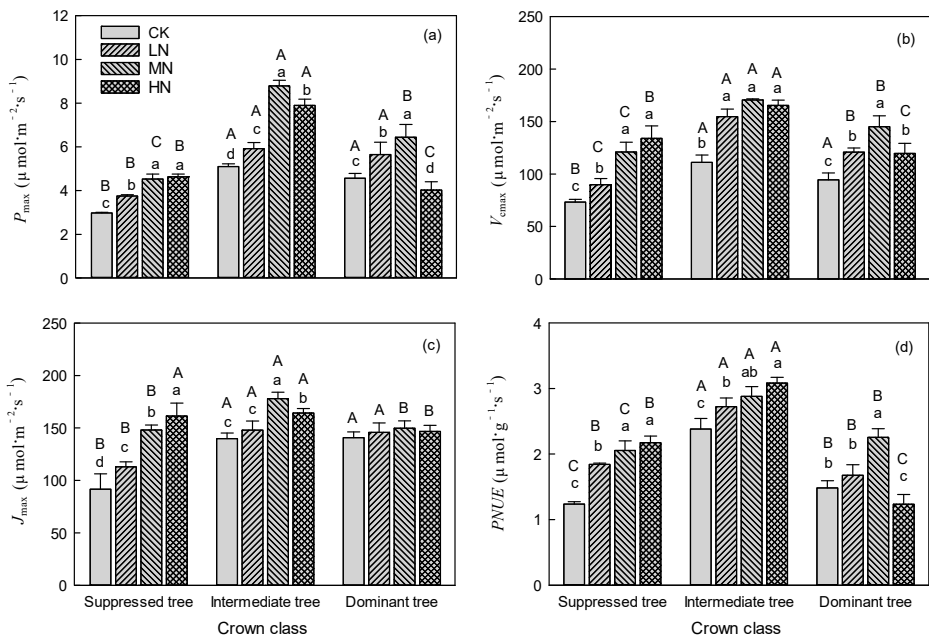 12
10
8
6
4
2
0
P max (μ mol·m⁻²·s⁻¹)
CK
LN
MN
HN
(a)
B c
B b
C a
B a
A d
A c
A a
A b
A c
A b
B a
C d
250
200
150
100
50
0
V cmax (μ mol·m⁻²·s⁻¹)
(b)
B c
B b
C a
B a
A b
A a
A a
A a
A c
B b
B a
C b
250
200
150
100
50
0
J max (μ mol·m⁻²·s⁻¹)
(c)
B d
B c
B b
A a
A c
A c
A a
A b
A
A
B
B
Suppressed tree
Intermediate tree
Dominant tree
Crown class
4
3
2
1
0
PNUE (μ mol·g⁻¹·s⁻¹)
(d)
C c
B b
C a
B a
A c
A b
A ab
A a
B b
B b
B a
C c
Suppressed tree
Intermediate tree
Dominant tree
Crown class